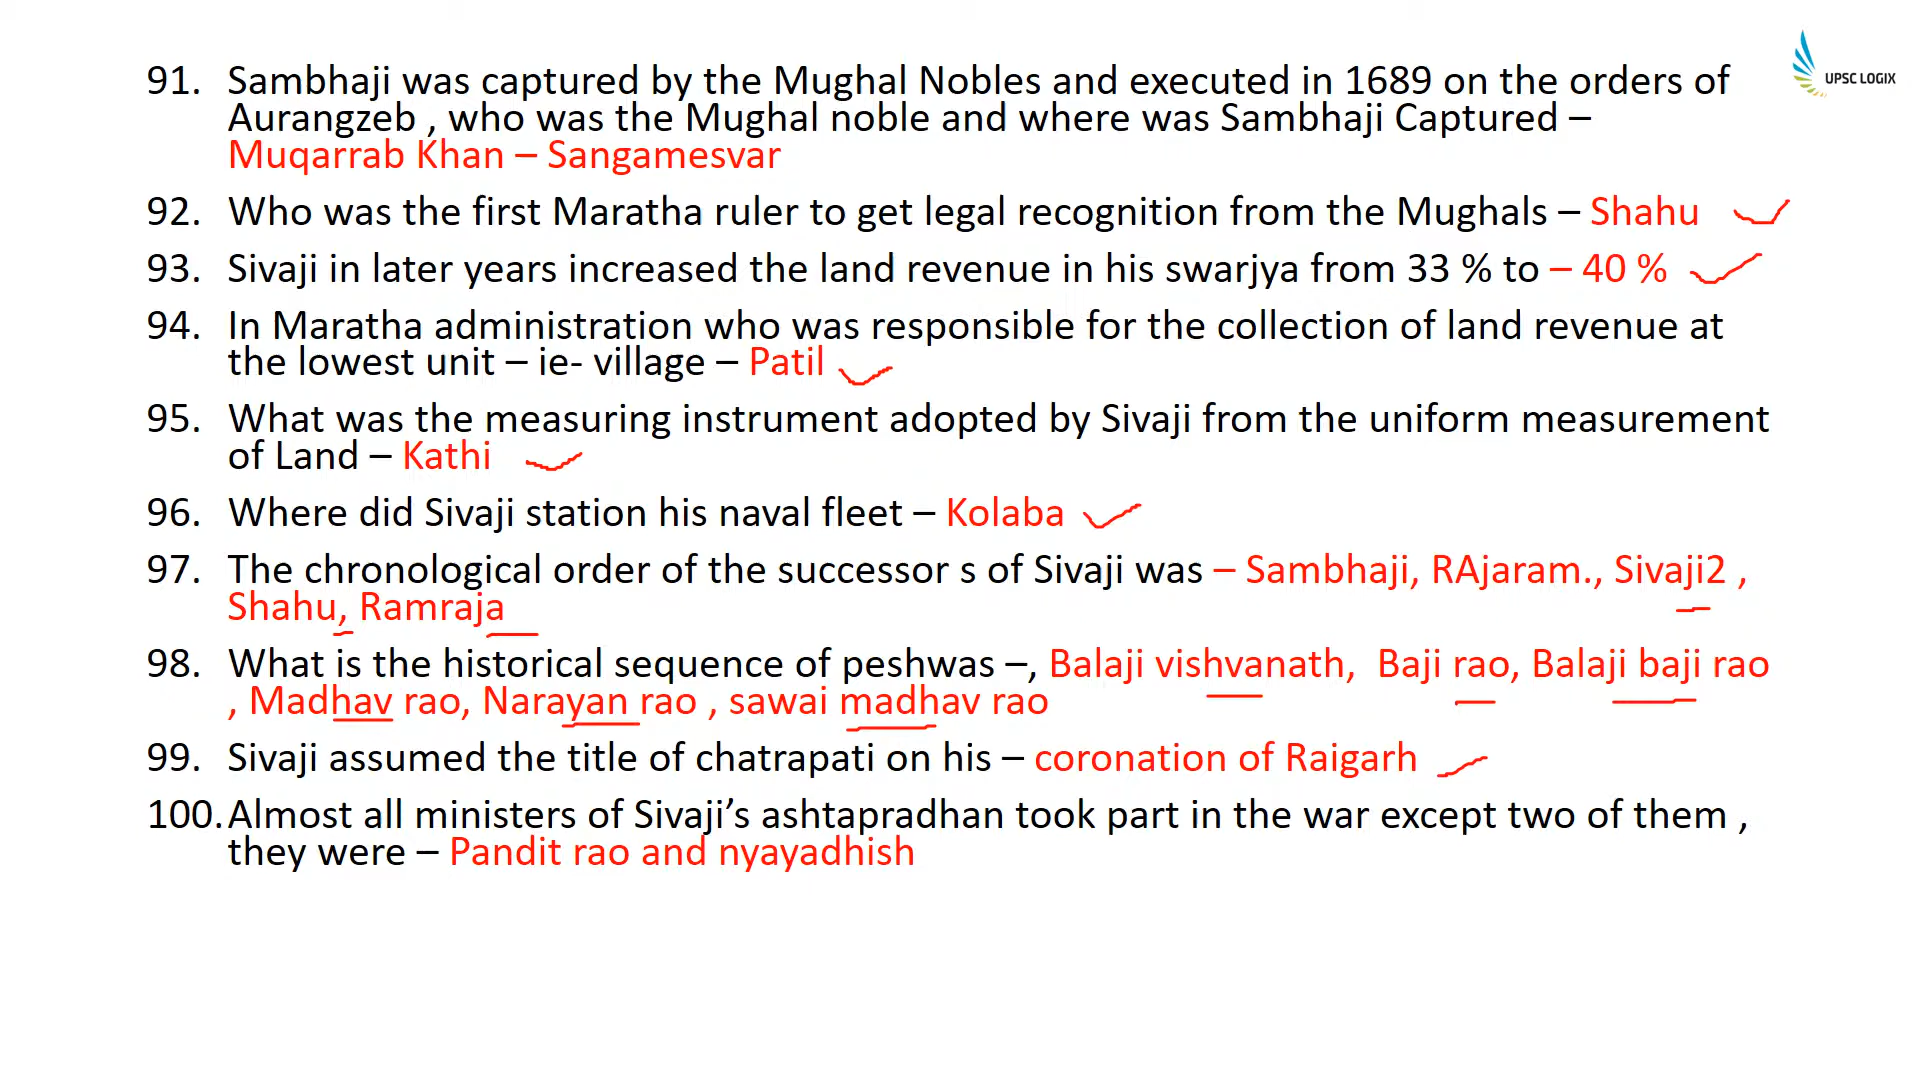 UPSC LOGIX
91. Sambhaji was captured by the Mughal Nobles and executed in 1689 on the orders of
Aurangzeb , who was the Mughal noble and where was Sambhaji Captured –
Muqarrab Khan – Sangamesvar
92. Who was the first Maratha ruler to get legal recognition from the Mughals – Shahu
93. Sivaji in later years increased the land revenue in his swarjya from 33 % to – 40 %
94. In Maratha administration who was responsible for the collection of land revenue at
the lowest unit – ie- village – Patil
95. What was the measuring instrument adopted by Sivaji from the uniform measurement
of Land – Kathi
96. Where did Sivaji station his naval fleet – Kolaba
97. The chronological order of the successor s of Sivaji was – Sambhaji, RAjaram., Sivaji2 ,
Shahu, Ramraja
98. What is the historical sequence of peshwas –, Balaji vishvanath, Baji rao, Balaji baji rao
, Madhav rao, Narayan rao , sawai madhav rao
99. Sivaji assumed the title of chatrapati on his – coronation of Raigarh
100. Almost all ministers of Sivaji’s ashtapradhan took part in the war except two of them ,
they were – Pandit rao and nyayadhish